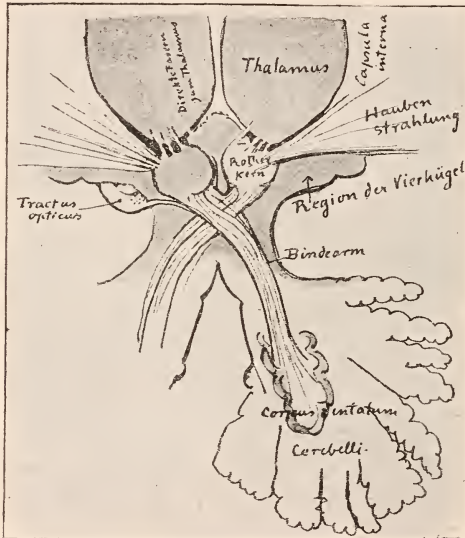 Direkte Fasern
zum Thalamus
Thalamus
Capsula
interna
Hauben
strahlung
Rother
Kern
Tractus
opticus
Region der Vierhügel
Bindearm
Corpus dentatum
Cerebelli.